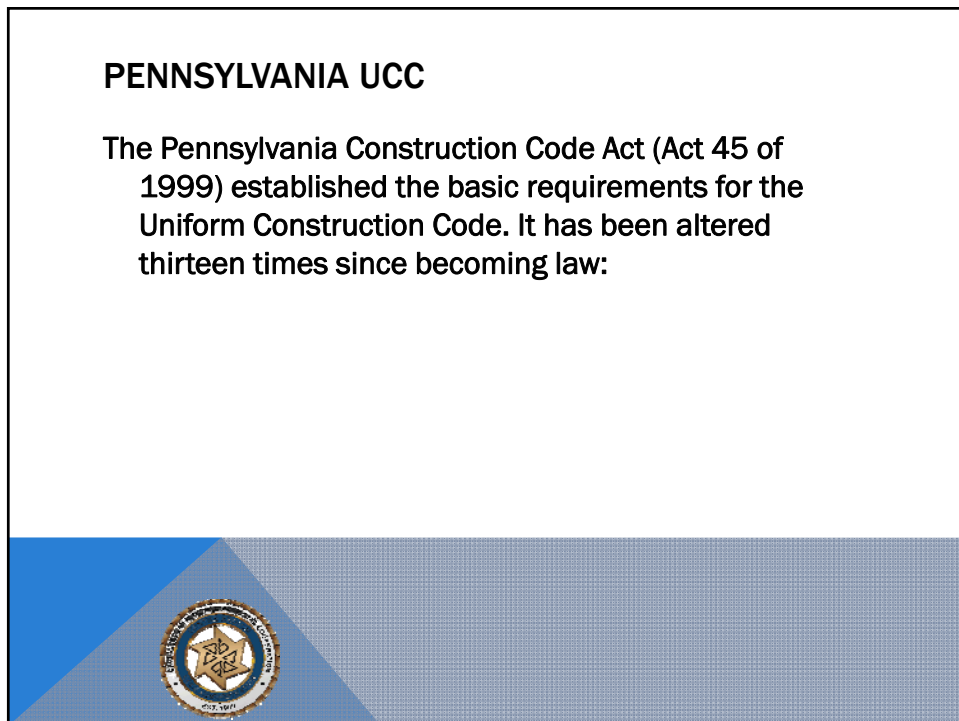 PENNSYLVANIA UCC
The Pennsylvania Construction Code Act (Act 45 of
1999) established the basic requirements for the
Uniform Construction Code. It has been altered
thirteen times since becoming law: